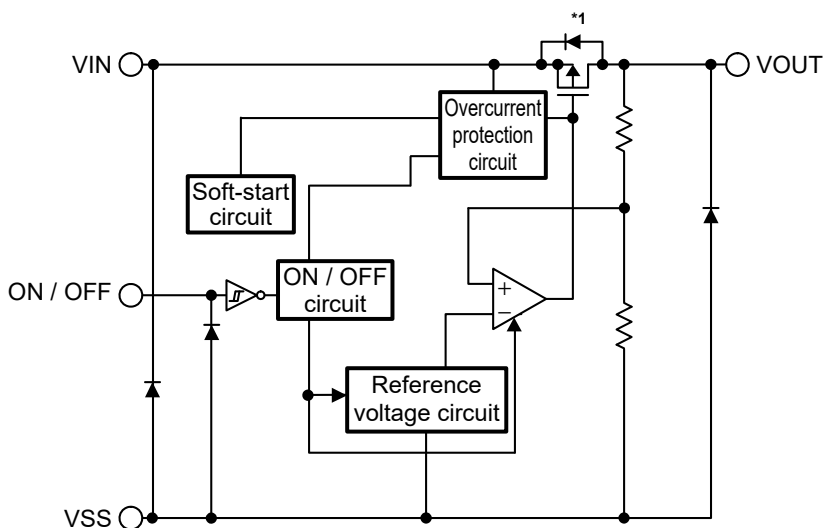 *1
VIN
VOUT
Overcurrent
protection
circuit
Soft-start
circuit
ON / OFF
ON / OFF
circuit
+
−
Reference
voltage circuit
VSS